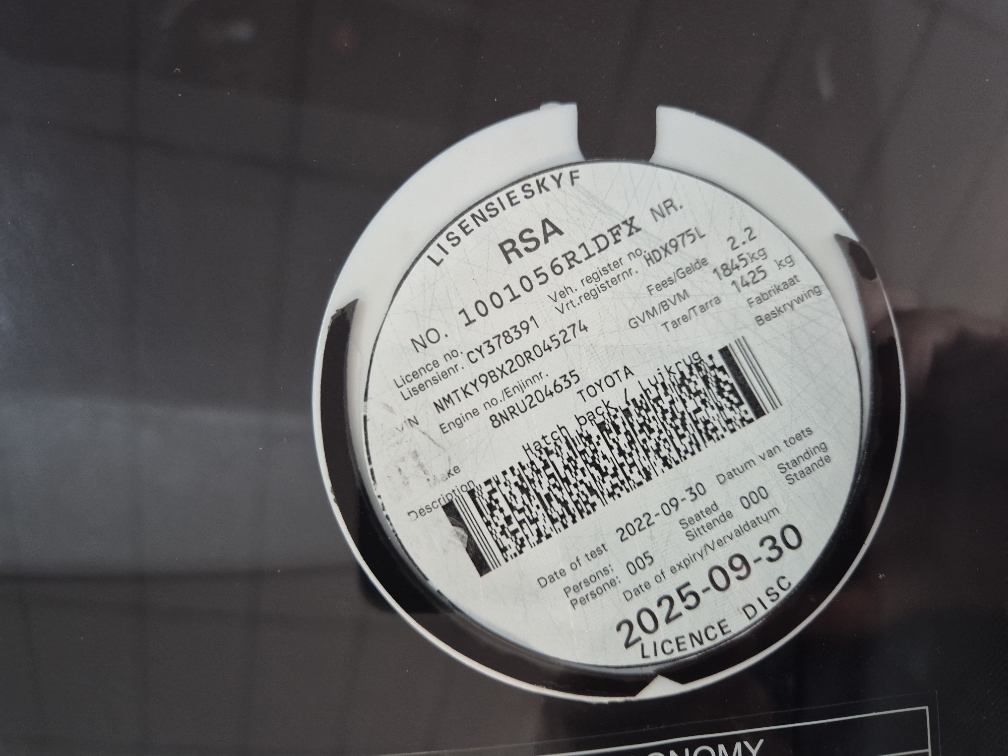 LISENSIESKYF
RSA
NO. 1001056R1DFX NR.
Licence no. Veh. register no.
Lisensienr. CY378391 Vrt.registernr. HDX975L
VIN NMTKY9BX20R045274 Fees/Gelde 2.2
Engine no./Enjinnr. GVM/BVM 1845kg
8NRU204635 Tare/Tarra 1425 kg
Make TOYOTA Fabrikaat
Description Hatch back / Luikrug Beskrywing
Date of test 2022-09-30 Datum van toets
Persons: 005 Seated 000 Standing
Persone: Sittende Staande
Date of expiry/Vervaldatum
2025-09-30
LICENCE DISC